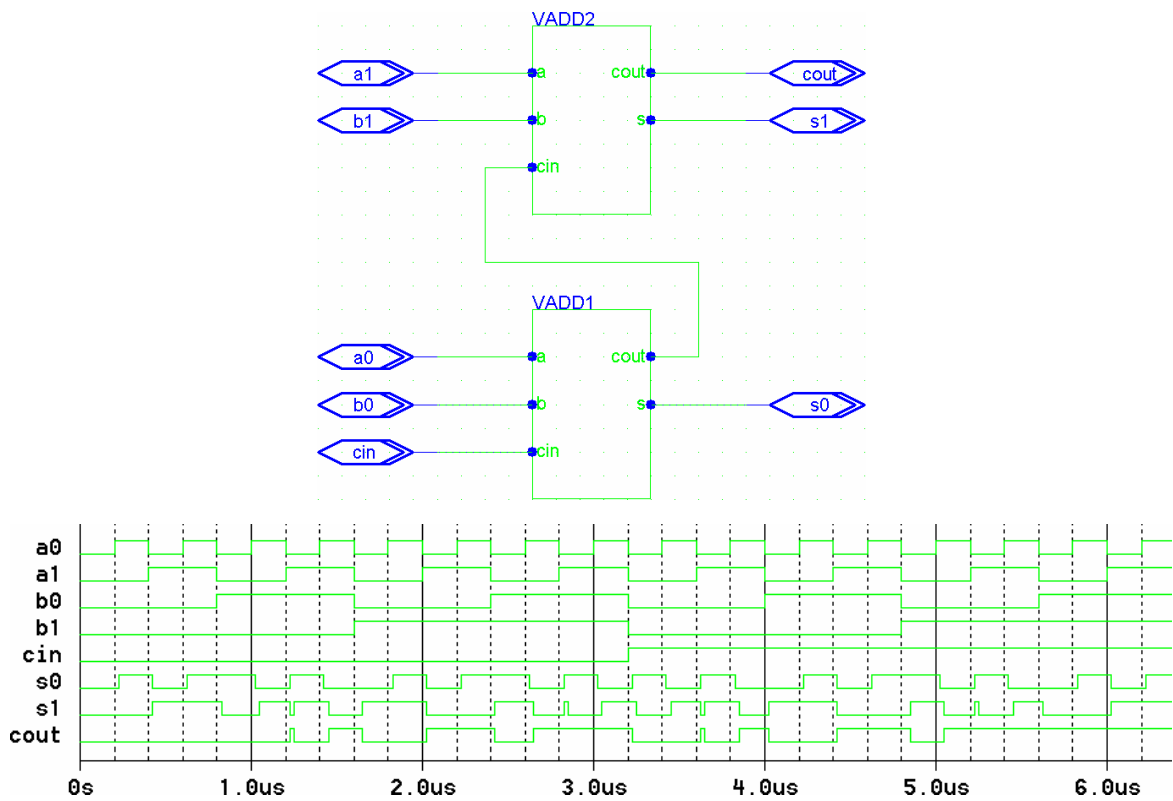 VADD2
a1 a cout cout
b1 b s s1
cin
VADD1
a0 a cout
b0 b s s0
cin cin
a0
a1
b0
b1
cin
s0
s1
cout
0s 1.0us 2.0us 3.0us 4.0us 5.0us 6.0us